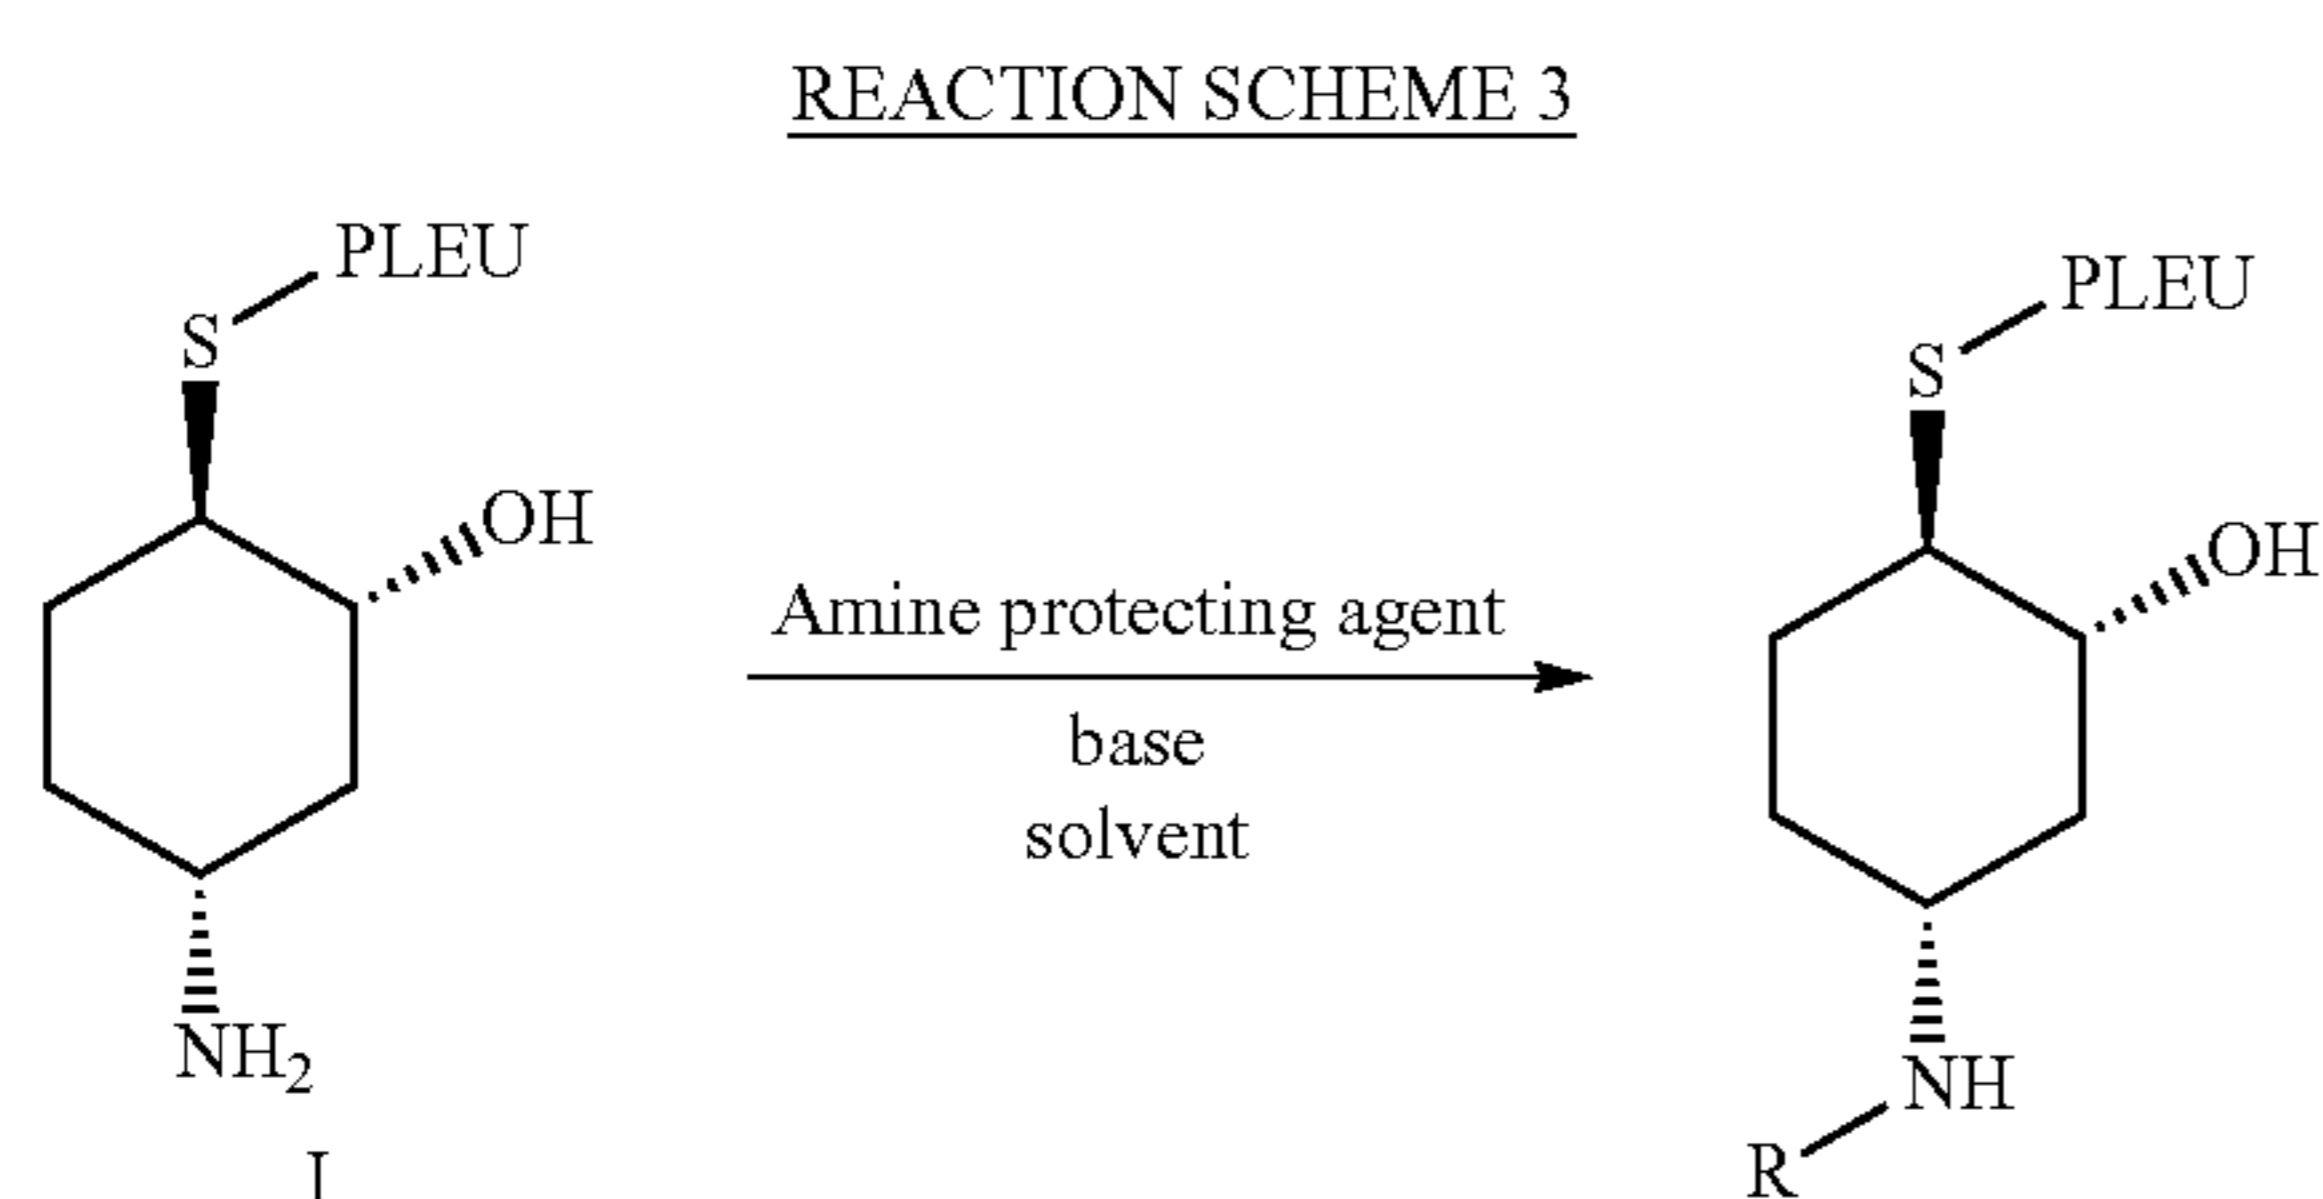 REACTION SCHEME 3
PLEU
S
OH
NH2
I
Amine protecting agent
base
solvent
PLEU
S
OH
NH
R